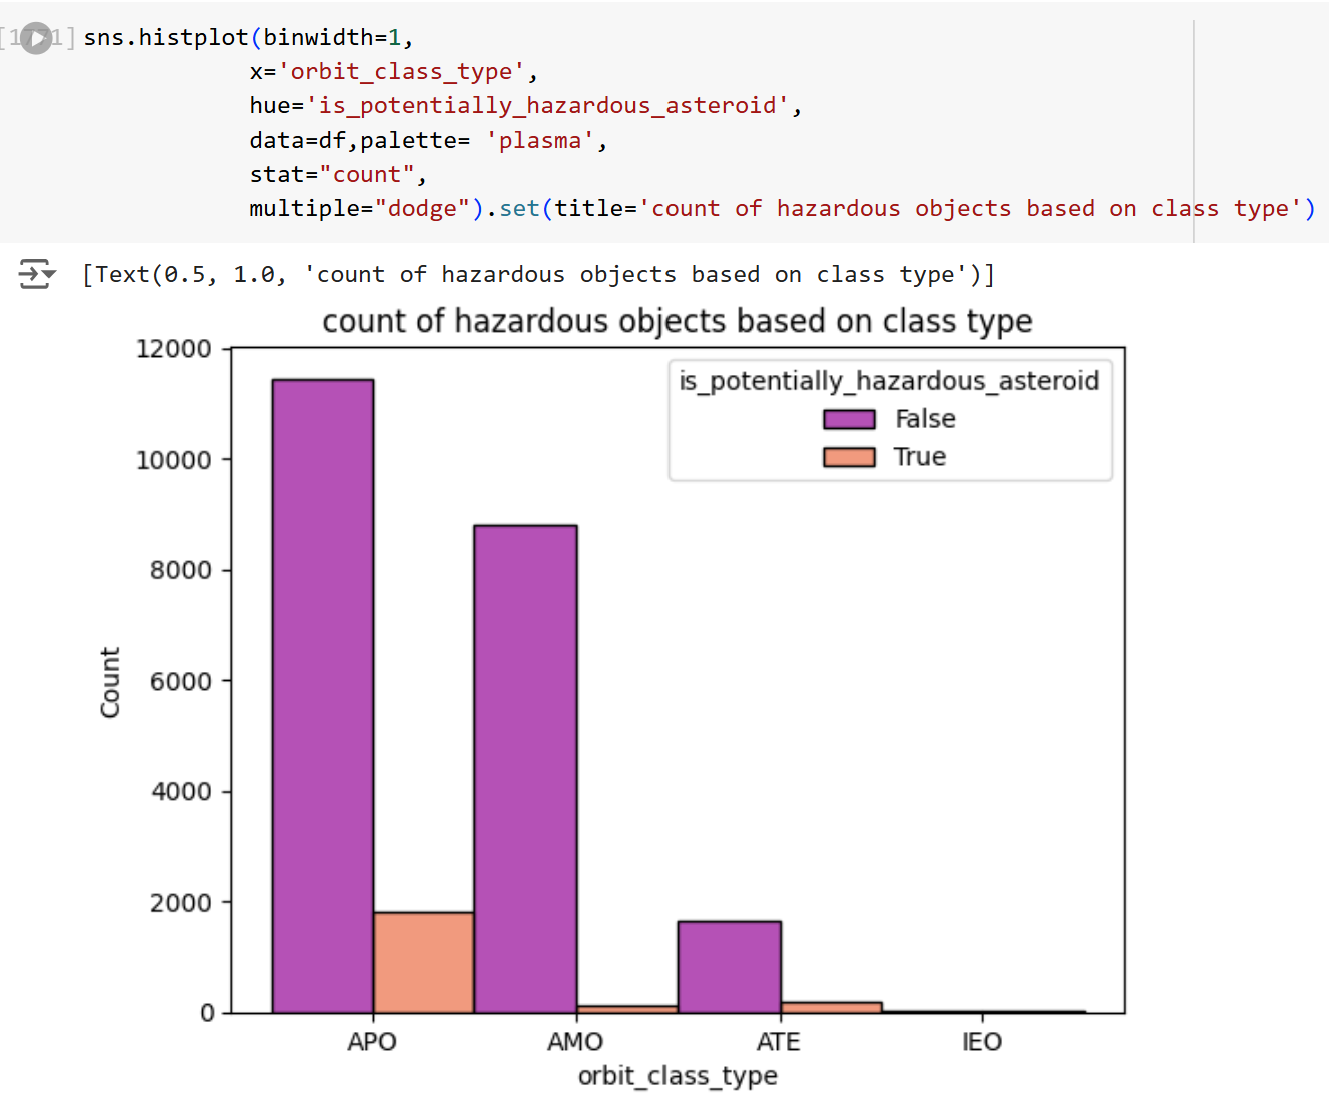 [1771] sns.histplot(binwidth=1,
x='orbit_class_type',
hue='is_potentially_hazardous_asteroid',
data=df,palette= 'plasma',
stat="count",
multiple="dodge").set(title='count of hazardous objects based on class type')
[Text(0.5, 1.0, 'count of hazardous objects based on class type')]
count of hazardous objects based on class type
12000
10000
8000
6000
4000
2000
0
Count
is_potentially_hazardous_asteroid
False
True
APO AMO ATE IEO
orbit_class_type